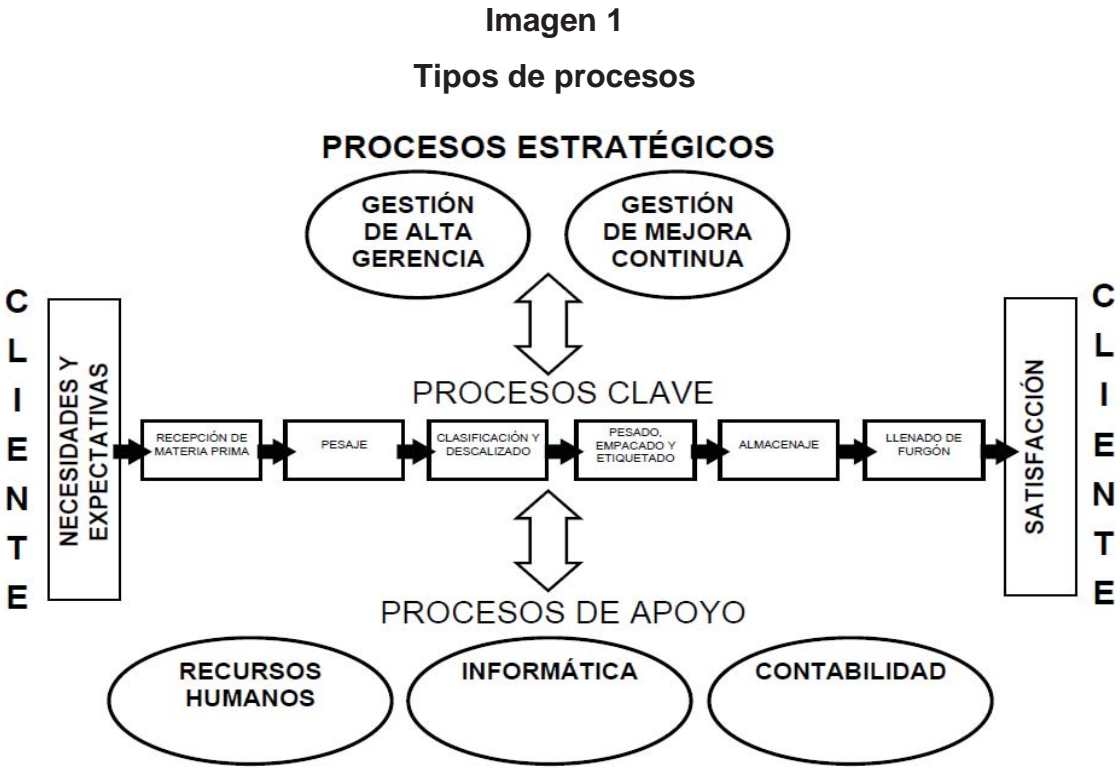 Imagen 1
Tipos de procesos
PROCESOS ESTRATÉGICOS
GESTIÓN
DE ALTA
GERENCIA
GESTIÓN
DE MEJORA
CONTINUA
CLIENTE
NECESIDADES Y
EXPECTATIVAS
PROCESOS CLAVE
RECEPCIÓN DE
MATERIA PRIMA
PESAJE
CLASIFICACIÓN Y
DESCALIZADO
PESADO,
EMPACADO Y
ETIQUETADO
ALMACENAJE
LLENADO DE
FURGÓN
SATISFACCIÓN
CLIENTE
PROCESOS DE APOYO
RECURSOS
HUMANOS
INFORMÁTICA
CONTABILIDAD